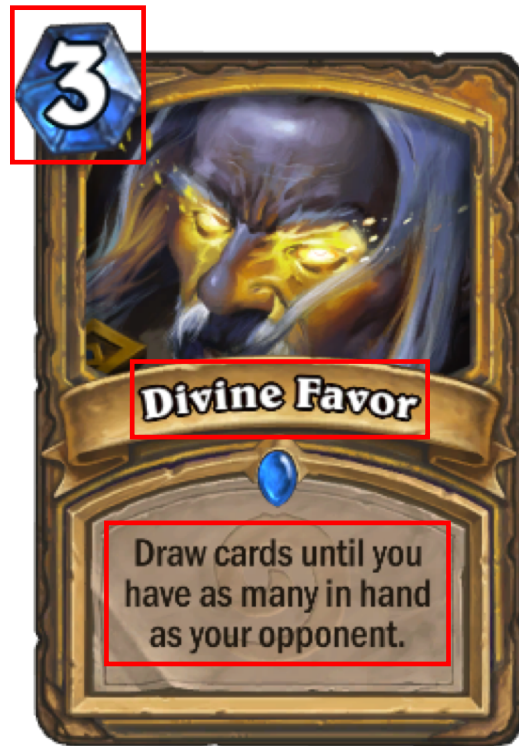 3
Divine Favor
Draw cards until you
have as many in hand
as your opponent.